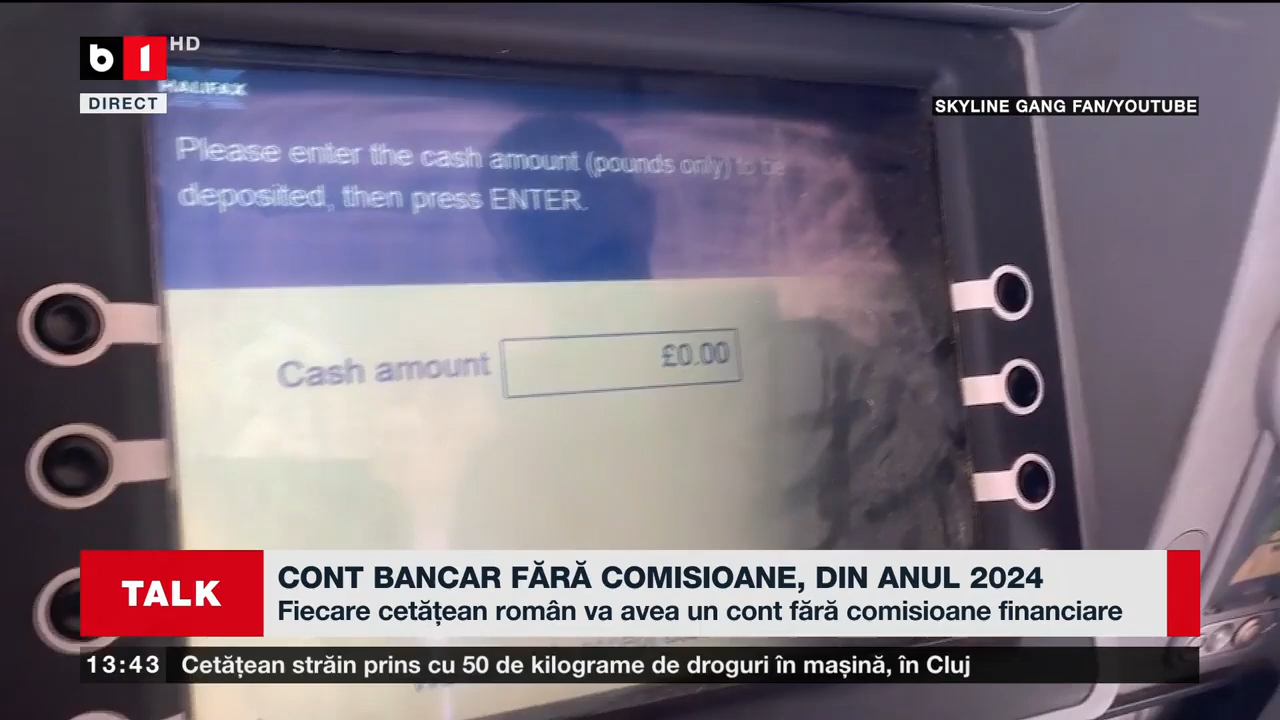 b1 HD
DIRECT
HALIFAX
SKYLINE GANG FAN/YOUTUBE
Please enter the cash amount (pounds only) to be
deposited, then press ENTER.
Cash amount £0.00
TALK
CONT BANCAR FĂRĂ COMISIOANE, DIN ANUL 2024
Fiecare cetățean român va avea un cont fără comisioane financiare
13:43 Cetățean străin prins cu 50 de kilograme de droguri în mașină, în Cluj